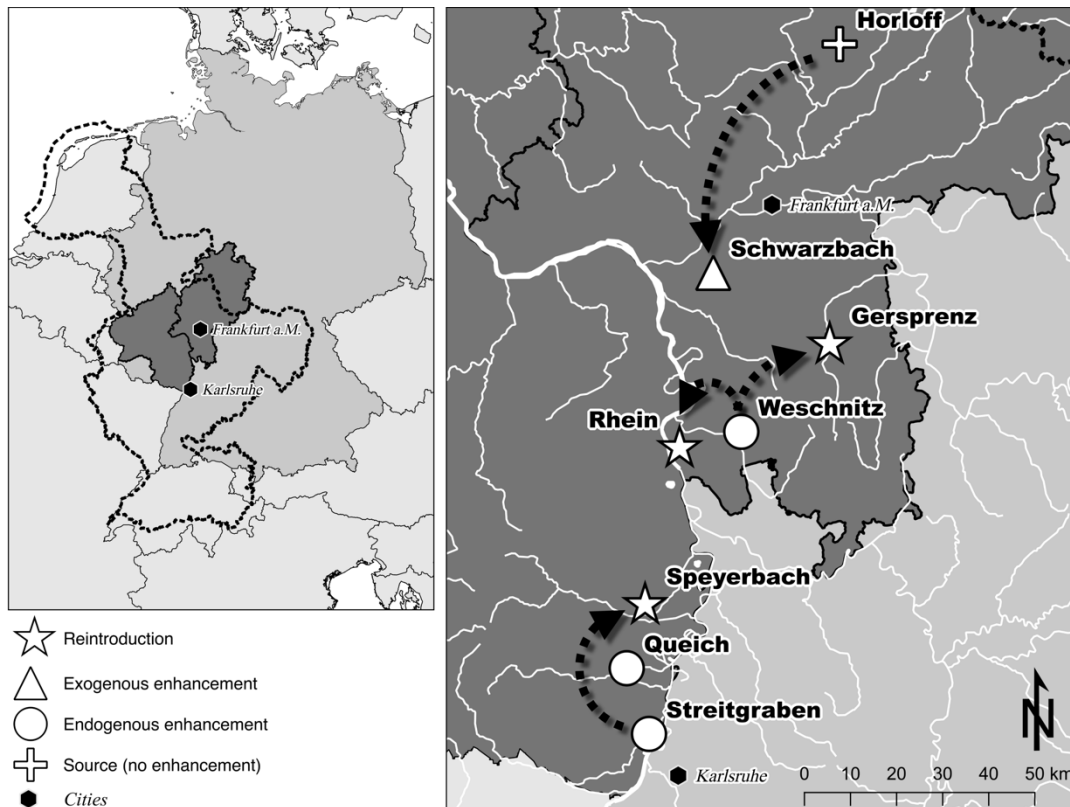 Frankfurt a.M.
Karlsruhe
Reintroduction
Exogenous enhancement
Endogenous enhancement
Source (no enhancement)
Cities
Horloff
Frankfurt a.M.
Schwarzbach
Gersprenz
Rhein
Weschnitz
Speyerbach
Queich
Streitgraben
Karlsruhe
N
0 10 20 30 40 50 km